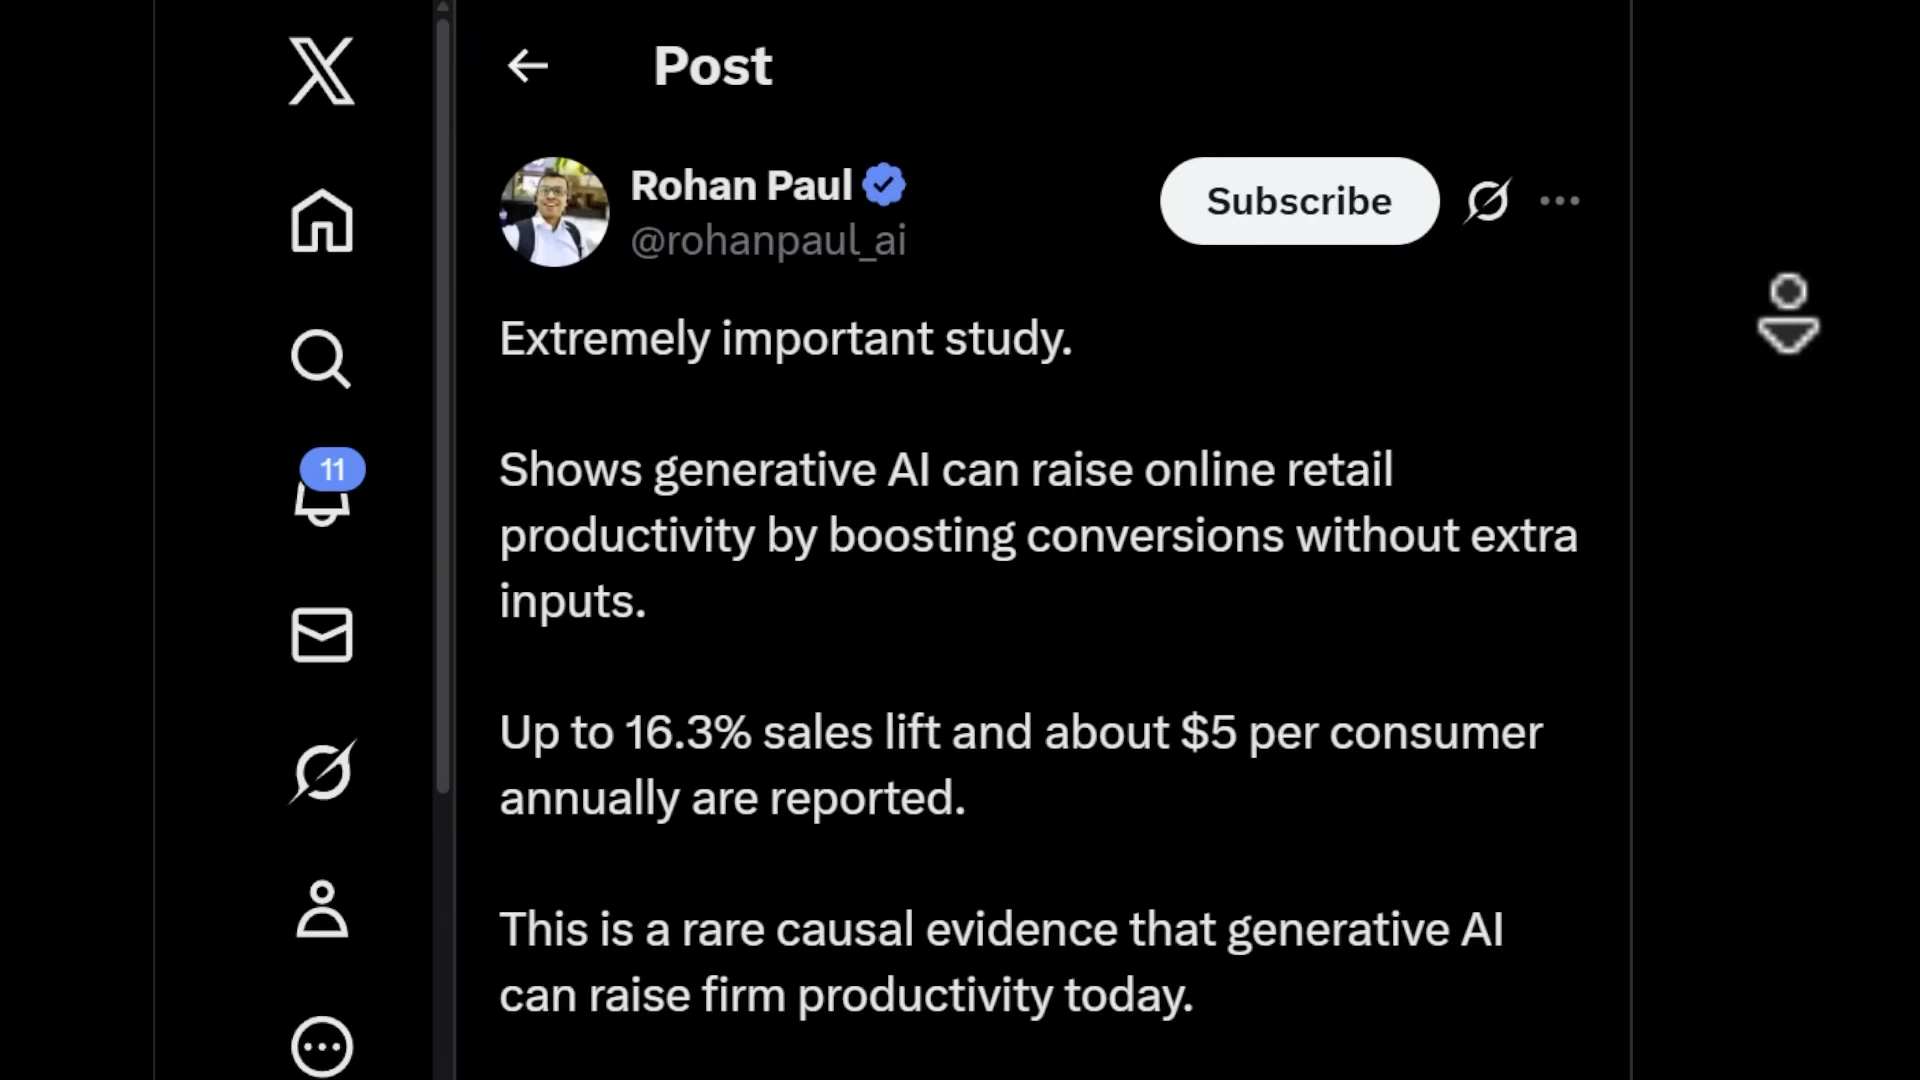 Post
Rohan Paul
@rohanpaul_ai
Subscribe
11
Extremely important study.
Shows generative AI can raise online retail
productivity by boosting conversions without extra
inputs.
Up to 16.3% sales lift and about $5 per consumer
annually are reported.
This is a rare causal evidence that generative AI
can raise firm productivity today.